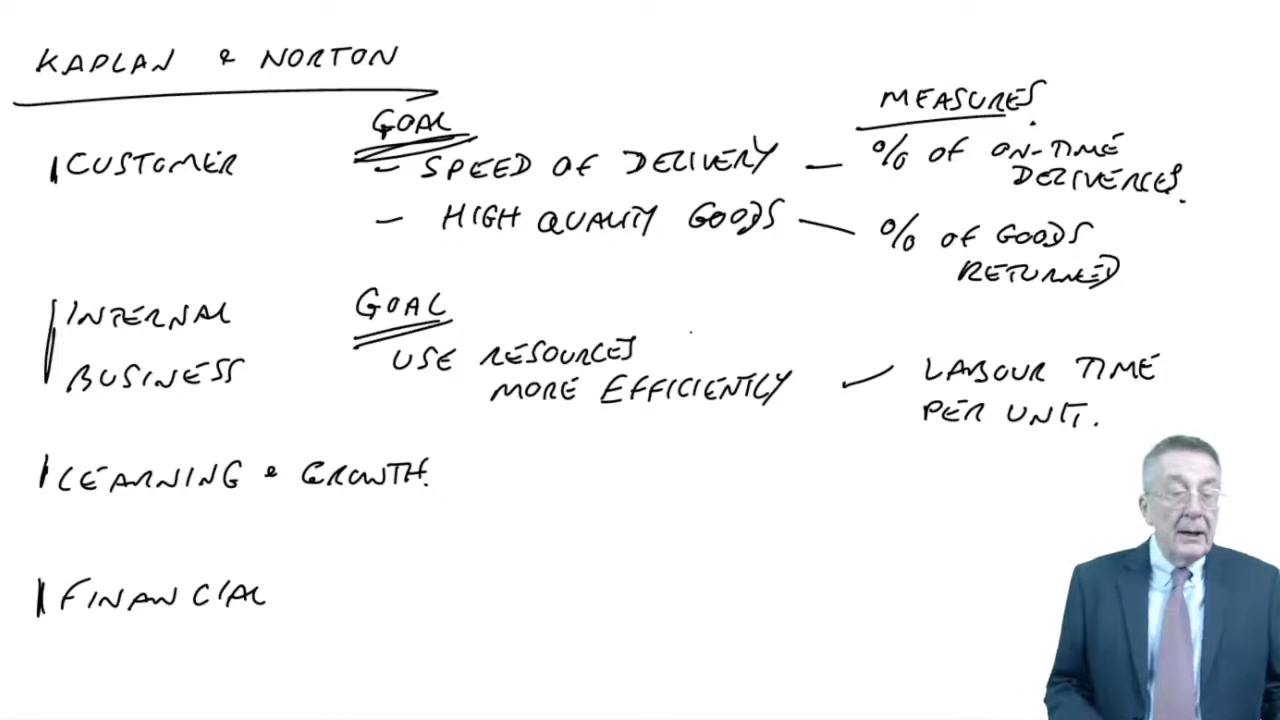 KAPLAN & NORTON
GOAL
MEASURES.
CUSTOMER - SPEED OF DELIVERY - % OF ON-TIME
DELIVERIES.
- HIGH QUALITY GOODS - % OF GOODS
RETURNED
INTERNAL GOAL
BUSINESS USE RESOURCES
MORE EFFICIENTLY - LABOUR TIME
PER UNIT.
LEARNING & GROWTH.
FINANCIAL